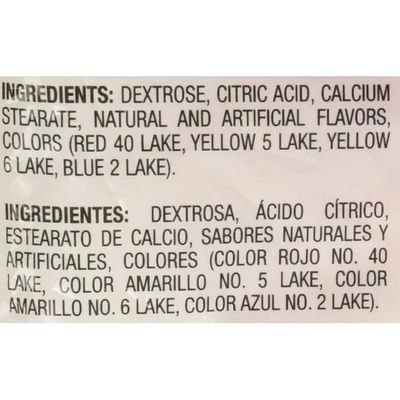 INGREDIENTS: DEXTROSE, CITRIC ACID, CALCIUM
STEARATE, NATURAL AND ARTIFICIAL FLAVORS,
COLORS (RED 40 LAKE, YELLOW 5 LAKE, YELLOW
6 LAKE, BLUE 2 LAKE).
INGREDIENTES: DEXTROSA, ÁCIDO CÍTRICO,
ESTEARATO DE CALCIO, SABORES NATURALES Y
ARTIFICIALES, COLORES (COLOR ROJO NO. 40
LAKE, COLOR AMARILLO NO. 5 LAKE, COLOR
AMARILLO NO. 6 LAKE, COLOR AZUL NO. 2 LAKE).